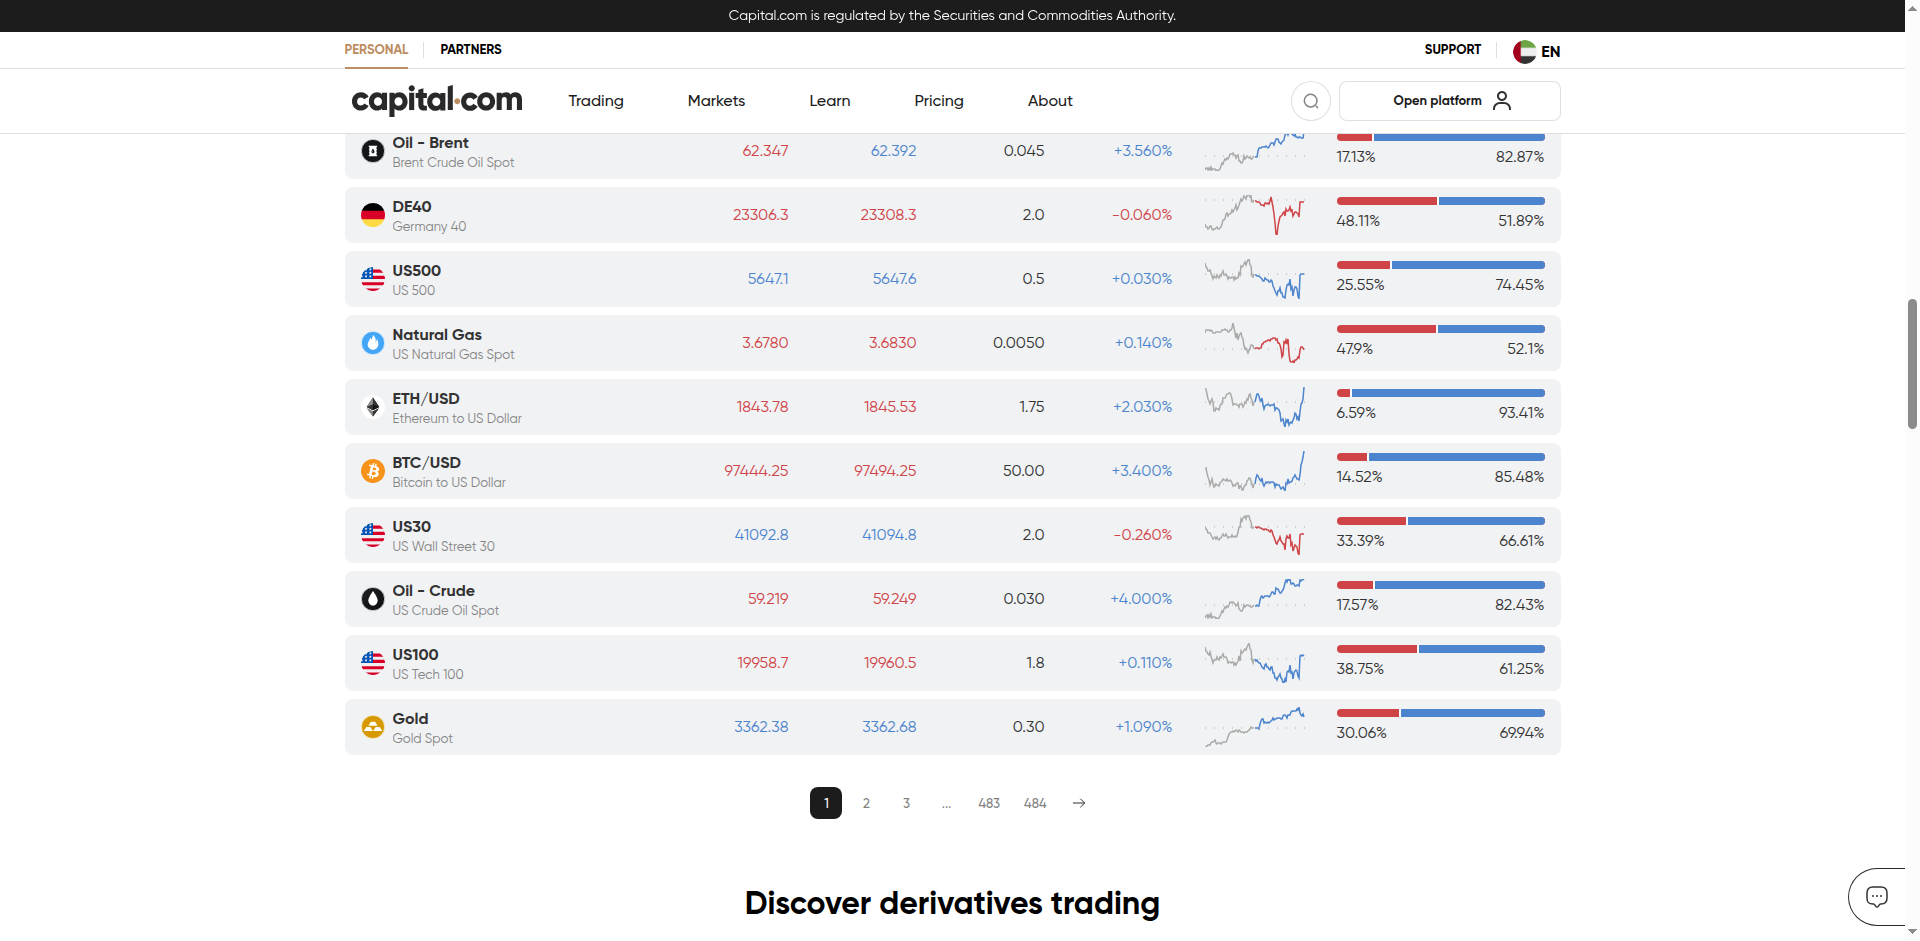 Capital.com is regulated by the Securities and Commodities Authority.
PERSONAL PARTNERS SUPPORT EN
capital.com Trading Markets Learn Pricing About Open platform
Oil - Brent
Brent Crude Oil Spot
62.347 62.392 0.045 +3.560% 17.13% 82.87%
DE40
Germany 40
23306.3 23308.3 2.0 -0.060% 48.11% 51.89%
US500
US 500
5647.1 5647.6 0.5 +0.030% 25.55% 74.45%
Natural Gas
US Natural Gas Spot
3.6780 3.6830 0.0050 +0.140% 47.9% 52.1%
ETH/USD
Ethereum to US Dollar
1843.78 1845.53 1.75 +2.030% 6.59% 93.41%
BTC/USD
Bitcoin to US Dollar
97444.25 97494.25 50.00 +3.400% 14.52% 85.48%
US30
US Wall Street 30
41092.8 41094.8 2.0 -0.260% 33.39% 66.61%
Oil - Crude
US Crude Oil Spot
59.219 59.249 0.030 +4.000% 17.57% 82.43%
US100
US Tech 100
19958.7 19960.5 1.8 +0.110% 38.75% 61.25%
Gold
Gold Spot
3362.38 3362.68 0.30 +1.090% 30.06% 69.94%
1 2 3 ... 483 484 →
Discover derivatives trading